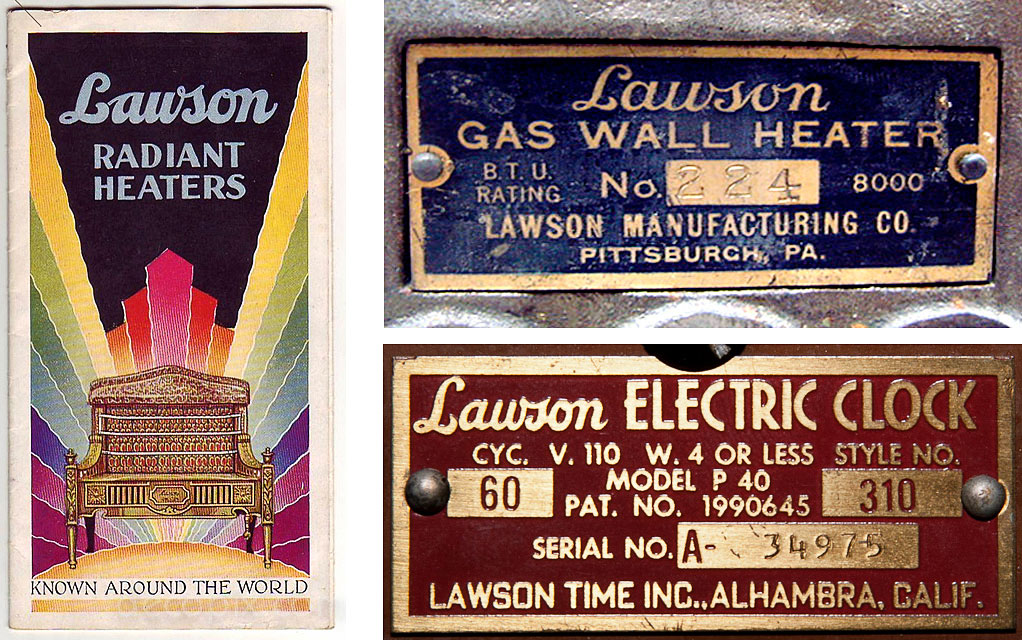 Lawson
RADIANT
HEATERS
KNOWN AROUND THE WORLD
Lawson
GAS WALL HEATER
B.T.U.
RATING No. 224 8000
LAWSON MANUFACTURING CO.
PITTSBURGH, PA.
Lawson ELECTRIC CLOCK
CYC. V. 110 W. 4 OR LESS STYLE NO.
60 MODEL P 40 310
PAT. NO. 1990645
SERIAL NO. A- 34975
LAWSON TIME INC., ALHAMBRA, CALIF.